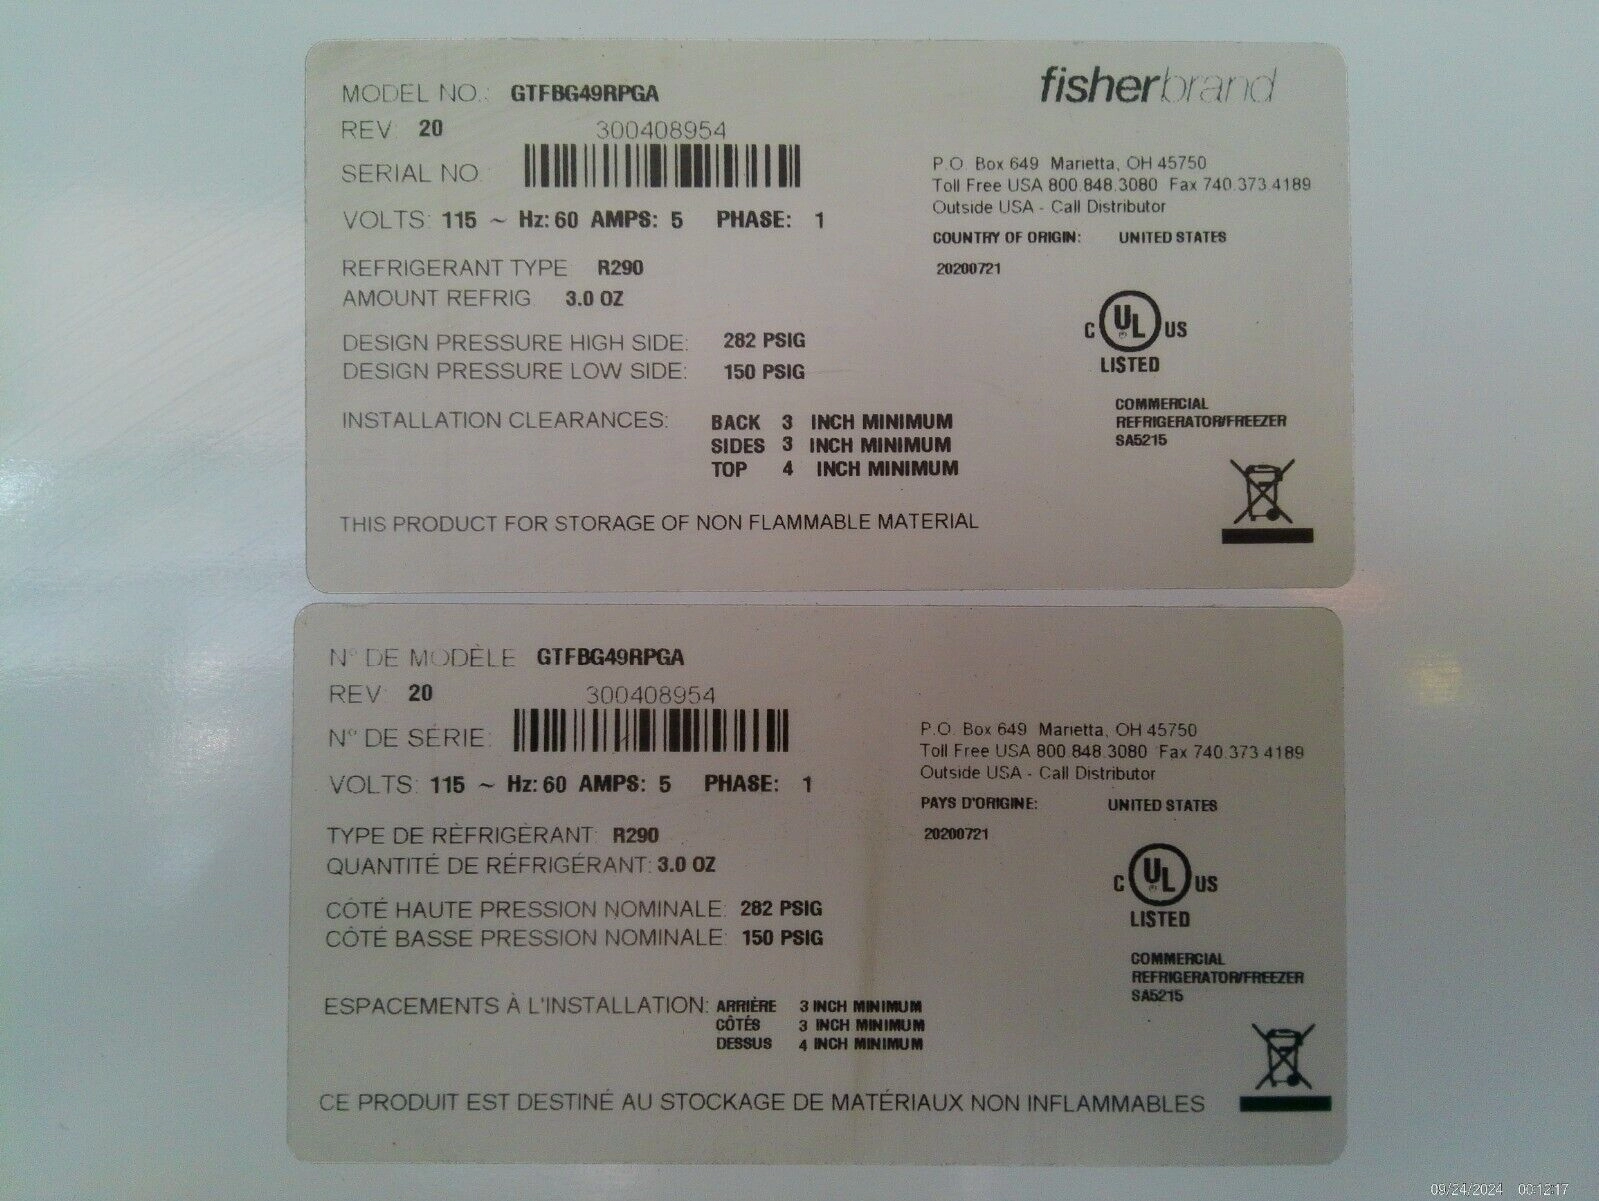 MODEL NO.: GTFBG49RPGA
fisherbrand
REV 20
300408954
SERIAL NO.
P.O. Box 649 Marietta, OH 45750
Toll Free USA 800.848.3080 Fax 740.373.4189
Outside USA - Call Distributor
VOLTS: 115 ~ Hz: 60 AMPS: 5 PHASE: 1
COUNTRY OF ORIGIN: UNITED STATES
REFRIGERANT TYPE R290
20200721
AMOUNT REFRIG. 3.0 OZ
C UL US
LISTED
DESIGN PRESSURE HIGH SIDE: 282 PSIG
DESIGN PRESSURE LOW SIDE: 150 PSIG
COMMERCIAL
REFRIGERATOR/FREEZER
SA5215
INSTALLATION CLEARANCES: BACK 3 INCH MINIMUM
SIDES 3 INCH MINIMUM
TOP 4 INCH MINIMUM
THIS PRODUCT FOR STORAGE OF NON FLAMMABLE MATERIAL
N° DE MODÈLE GTFBG49RPGA
REV 20
300408954
N° DE SÉRIE:
P.O. Box 649 Marietta, OH 45750
Toll Free USA 800.848.3080 Fax 740.373.4189
Outside USA - Call Distributor
VOLTS: 115 ~ Hz: 60 AMPS: 5 PHASE: 1
PAYS D'ORIGINE: UNITED STATES
TYPE DE RÉFRIGÉRANT: R290
20200721
QUANTITÉ DE RÉFRIGÉRANT: 3.0 OZ
C UL US
LISTED
CÔTÉ HAUTE PRESSION NOMINALE: 282 PSIG
CÔTÉ BASSE PRESSION NOMINALE: 150 PSIG
COMMERCIAL
REFRIGERATOR/FREEZER
SA5215
ESPACEMENTS À L'INSTALLATION: ARRIÈRE 3 INCH MINIMUM
CÔTÉS 3 INCH MINIMUM
DESSUS 4 INCH MINIMUM
CE PRODUIT EST DESTINÉ AU STOCKAGE DE MATÉRIAUX NON INFLAMMABLES
09/24/2024 00:12:17